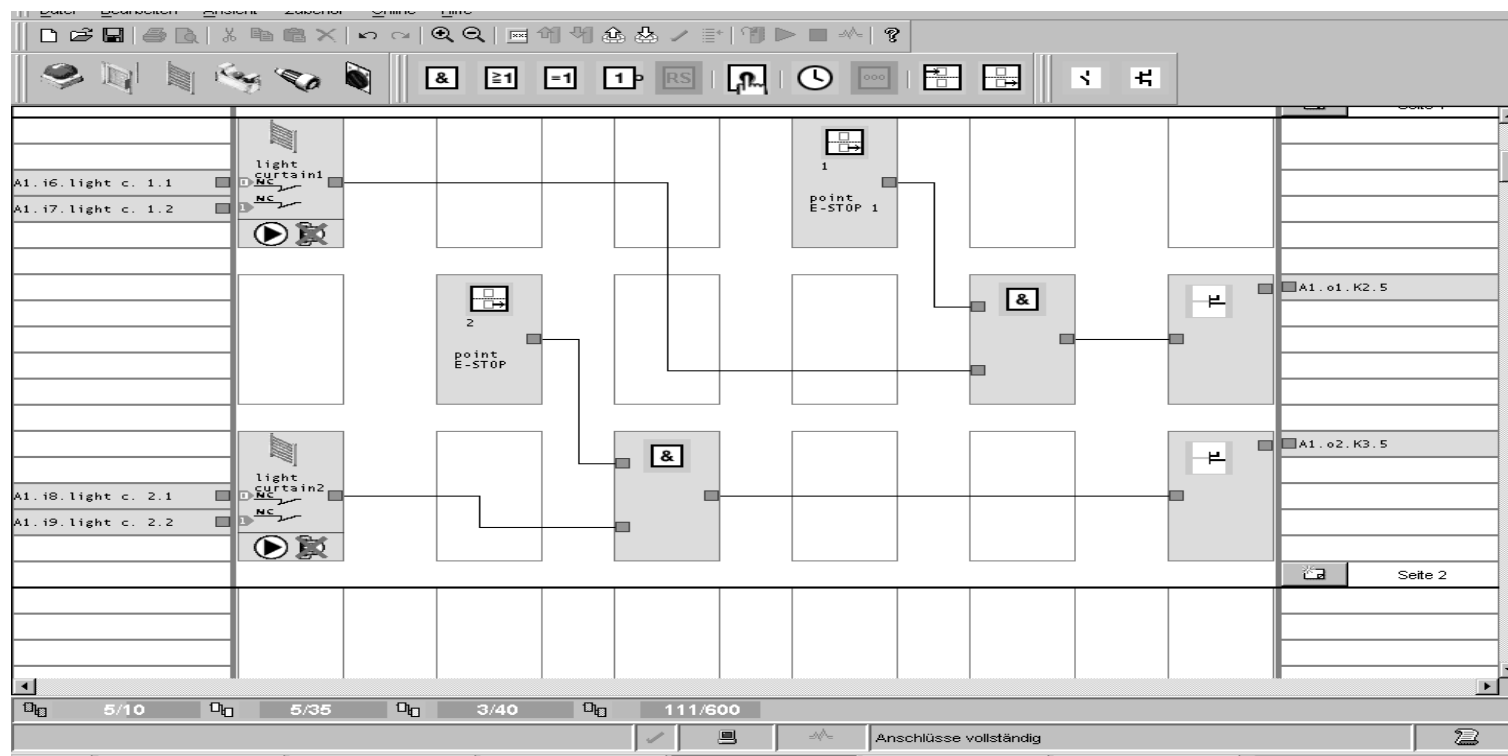 Datei Bearbeiten Ansicht Zubehör Online Hilfe
& ≧1 =1 1 RS
Seite 1
light
curtain1
NC
NC
A1.i6.light c. 1.1
A1.i7.light c. 1.2
1
point
E-STOP 1
2
point
E-STOP
&
A1.o1.K2.5
light
curtain2
NC
NC
A1.i8.light c. 2.1
A1.i9.light c. 2.2
&
A1.o2.K3.5
Seite 2
5/10 5/35 3/40 111/600
Anschlüsse vollständig